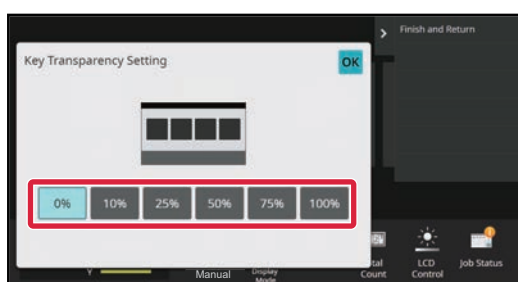 Finish and Return
Key Transparency Setting
OK
0%
10%
25%
50%
75%
100%
Y
Manual
Display
Mode
tal
Count
LCD
Control
Job Status